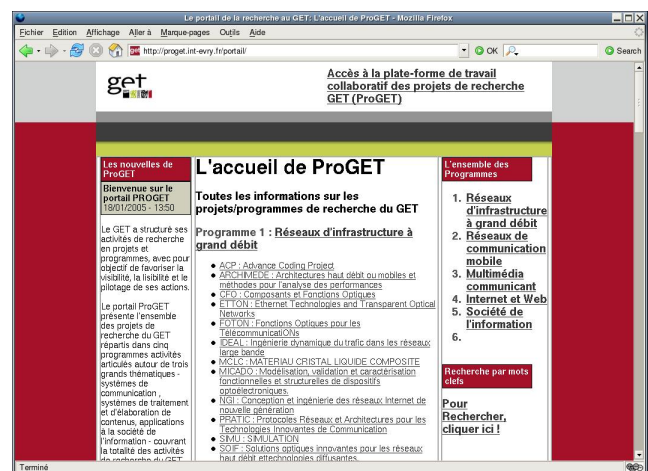 Le portail de la recherche au GET: L'accueil de ProGET - Mozilla Firefox
Fichier Edition Affichage Aller à Marque-pages Outils Aide
http://proget.int-evry.fr/portail/
OK
Search
get
Accès à la plate-forme de travail
collaboratif des projets de recherche
GET (ProGET)
Les nouvelles de
ProGET
Bienvenue sur le
portail PROGET
18/01/2005 - 13:50
Le GET a structuré ses
activités de recherche
en projets et
programmes, avec pour
objectif de favoriser la
visibilité, la lisibilité et le
pilotage de ses actions.
Le portail ProGET
présente l'ensemble
des projets de
recherche du GET
répartis dans cinq
programmes activités
articulés autour de trois
grands thématiques -
systèmes de
communication ,
systèmes de traitement
et d'élaboration de
contenus, applications
à la société de
l'information - couvrant
la totalité des activités
de recherche du GET
L'accueil de ProGET
Toutes les informations sur les
projets/programmes de recherche du GET
Programme 1 : Réseaux d'infrastructure à
grand débit
ACP : Advance Coding Project
ARCHIMEDE : Architectures haut débit ou mobiles et
méthodes pour l'analyse des performances
CFO : Composants et Fonctions Optiques
ETTON : Ethernet Technologies and Transparent Optical
Networks
FOTON : Fonctions Optiques pour les
TélécommunicatiONs
IDEAL : Ingénierie dynamique du trafic dans les réseaux
large bande
MCLC : MATERIAU CRISTAL LIQUIDE COMPOSITE
MICADO : Modélisation, validation et caractérisation
fonctionnelles et structurelles de dispositifs
optoélectroniques.
NGI : Conception et ingénierie des réseaux Internet de
nouvelle génération
PRATIC : Protocoles Réseaux et Architectures pour les
Technologies Innovantes de Communication
SIMU : SIMULATION
SOIF : Solutions optiques innovantes pour les réseaux
haut débit ettechnologies diffusantes.
L'ensemble des
Programmes
1. Réseaux
d'infrastructure
à grand débit
2. Réseaux de
communication
mobile
3. Multimédia
communicant
4. Internet et Web
5. Société de
l'information
6.
Recherche par mots
clefs
Pour
Rechercher,
cliquer ici !
Terminé